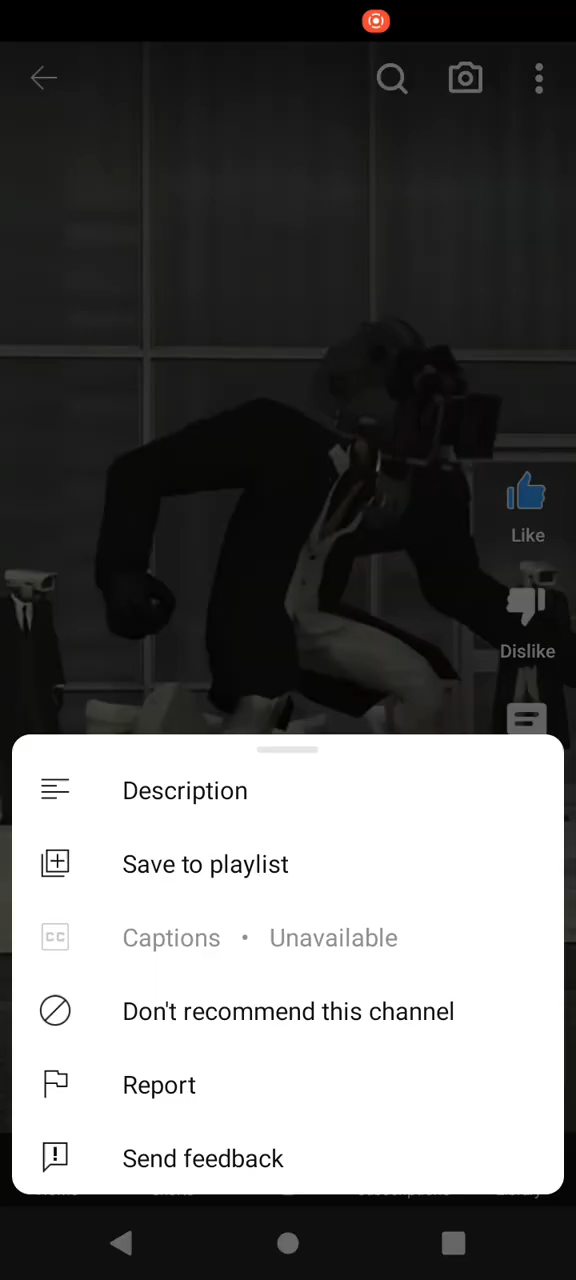 Like
Dislike
Description
Save to playlist
Captions • Unavailable
Don't recommend this channel
Report
Send feedback